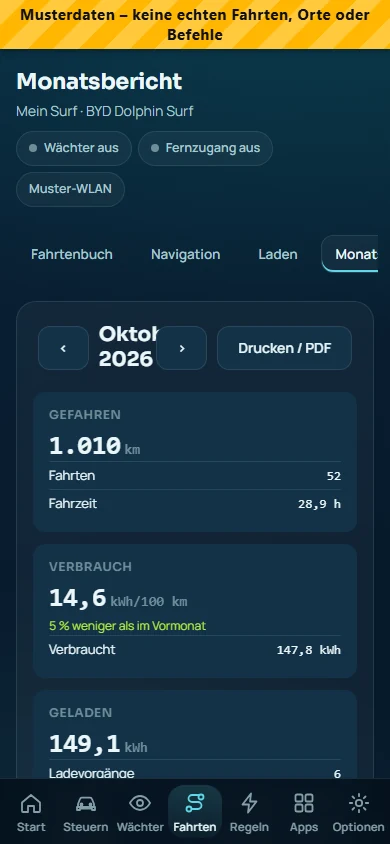 Musterdaten – keine echten Fahrten, Orte oder
Befehle
Monatsbericht
Mein Surf · BYD Dolphin Surf
Wächter aus
Fernzugang aus
Muster-WLAN
Fahrtenbuch Navigation Laden Monat
‹ Oktob › Drucken / PDF
2026
GEFAHREN
1.010 km
Fahrten 52
Fahrzeit 28,9 h
VERBRAUCH
14,6 kWh/100 km
5 % weniger als im Vormonat
Verbraucht 147,8 kWh
GELADEN
149,1 kWh
Ladevorgänge 6
Start Steuern Wächter Fahrten Regeln Apps Optionen